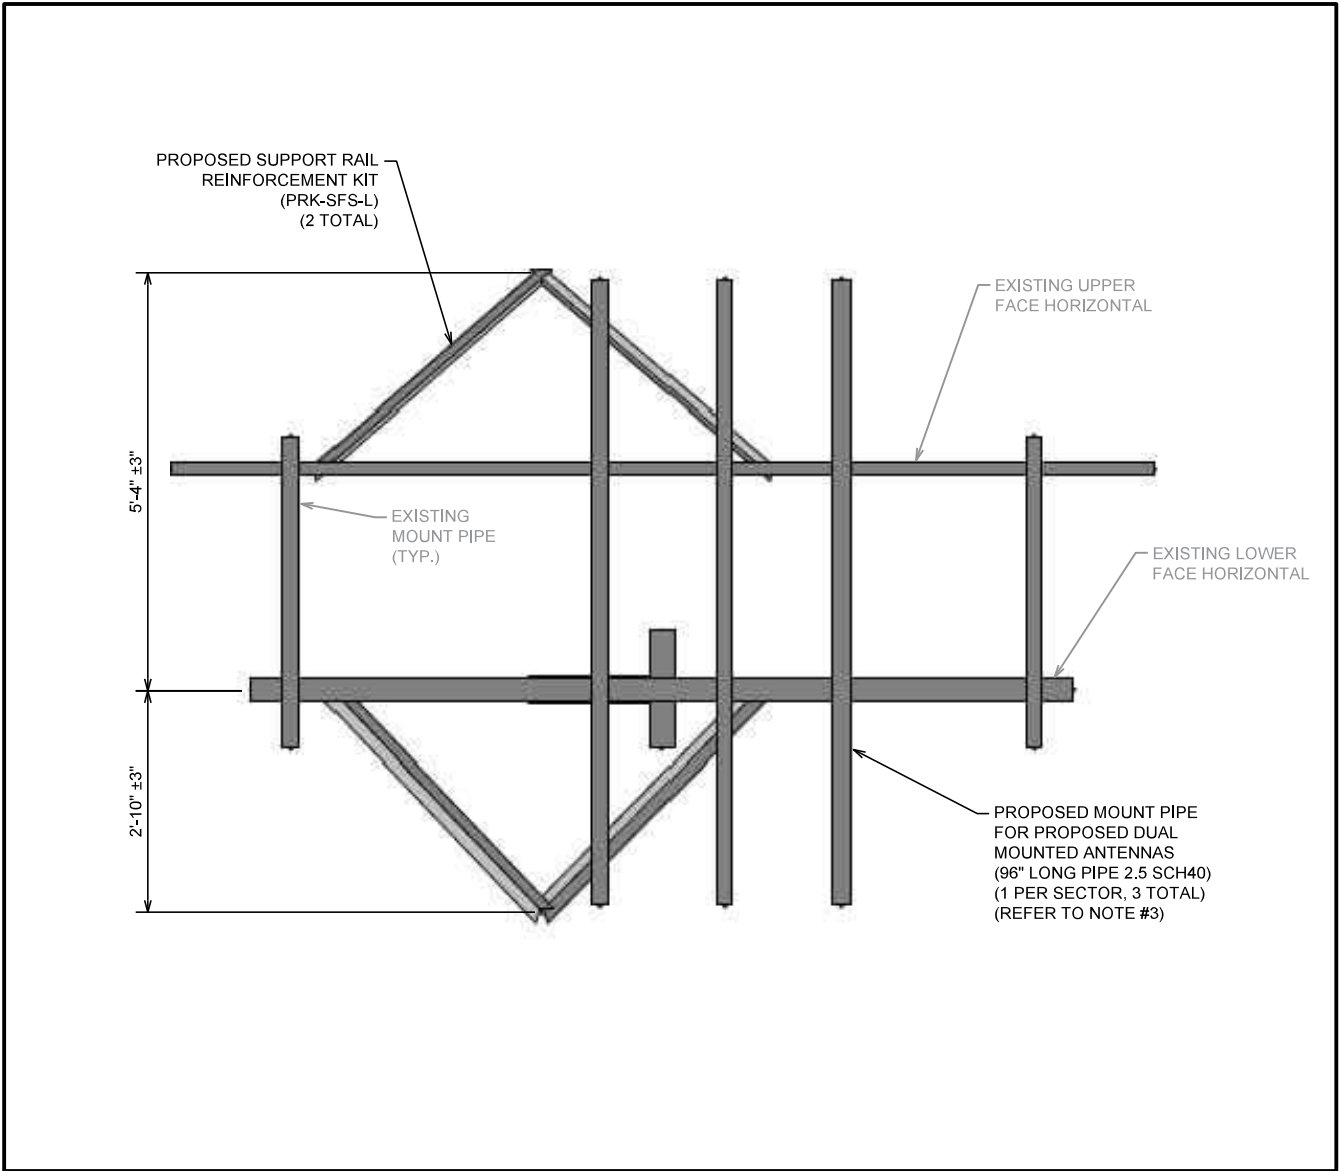 PROPOSED SUPPORT RAIL
REINFORCEMENT KIT
(PRK-SFS-L)
(2 TOTAL)
EXISTING UPPER
FACE HORIZONTAL
5'-4" ±3"
EXISTING
MOUNT PIPE
(TYP.)
EXISTING LOWER
FACE HORIZONTAL
2'-10" ±3"
PROPOSED MOUNT PIPE
FOR PROPOSED DUAL
MOUNTED ANTENNAS
(96" LONG PIPE 2.5 SCH40)
(1 PER SECTOR, 3 TOTAL)
(REFER TO NOTE #3)